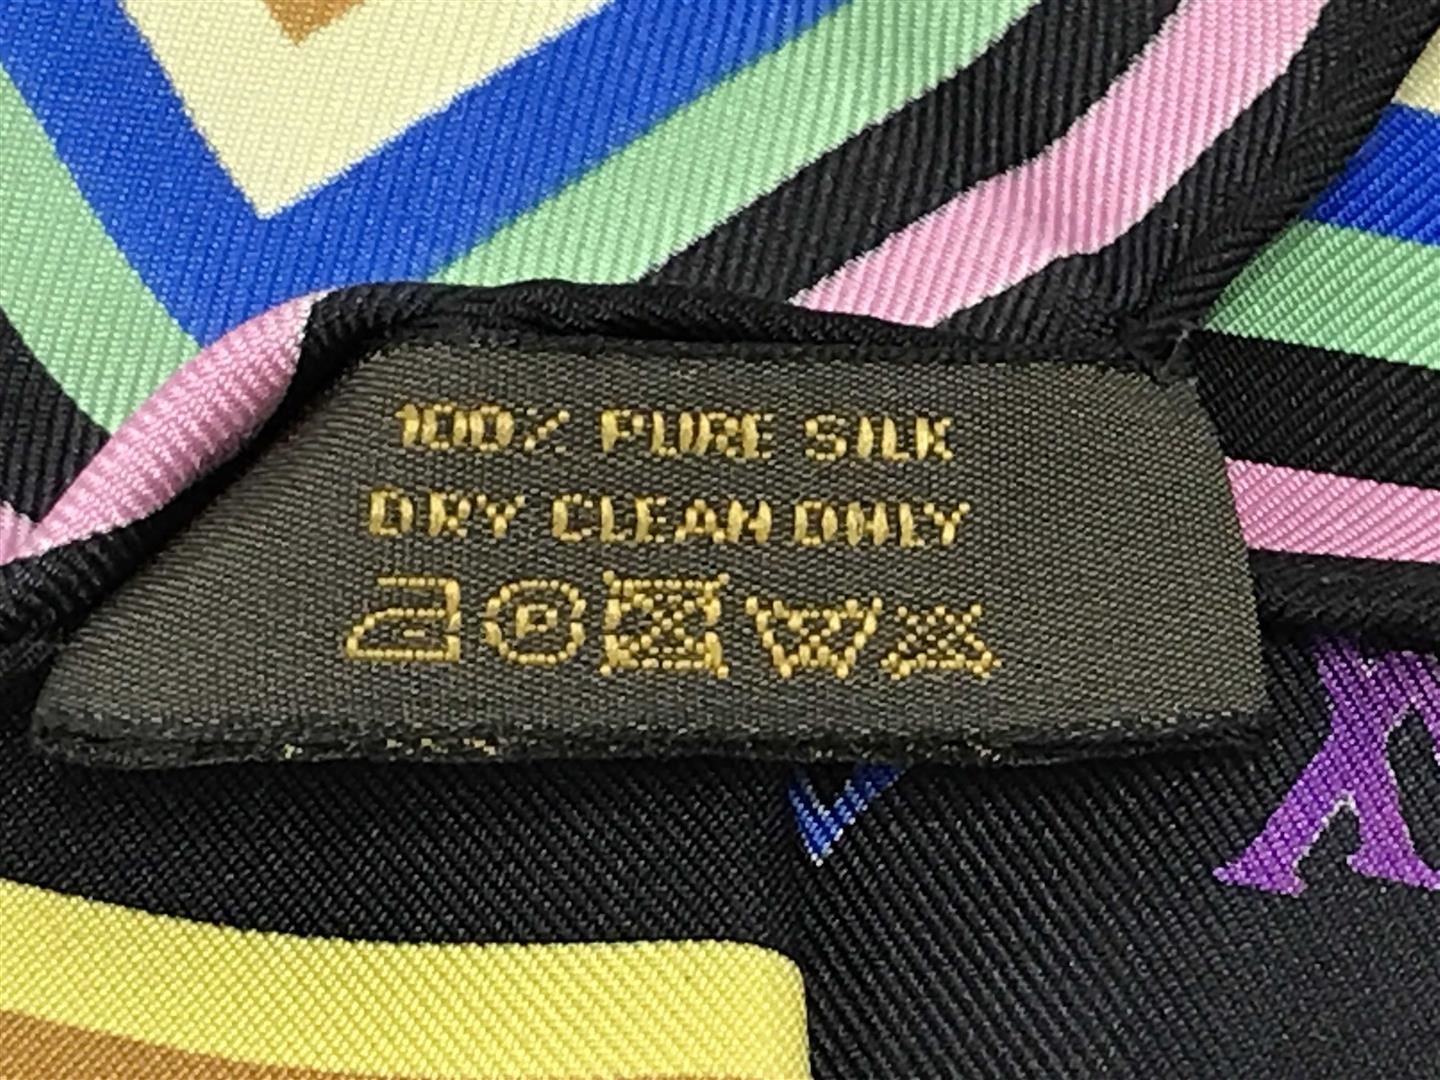 100% PURE SILK
DRY CLEAN ONLY
P